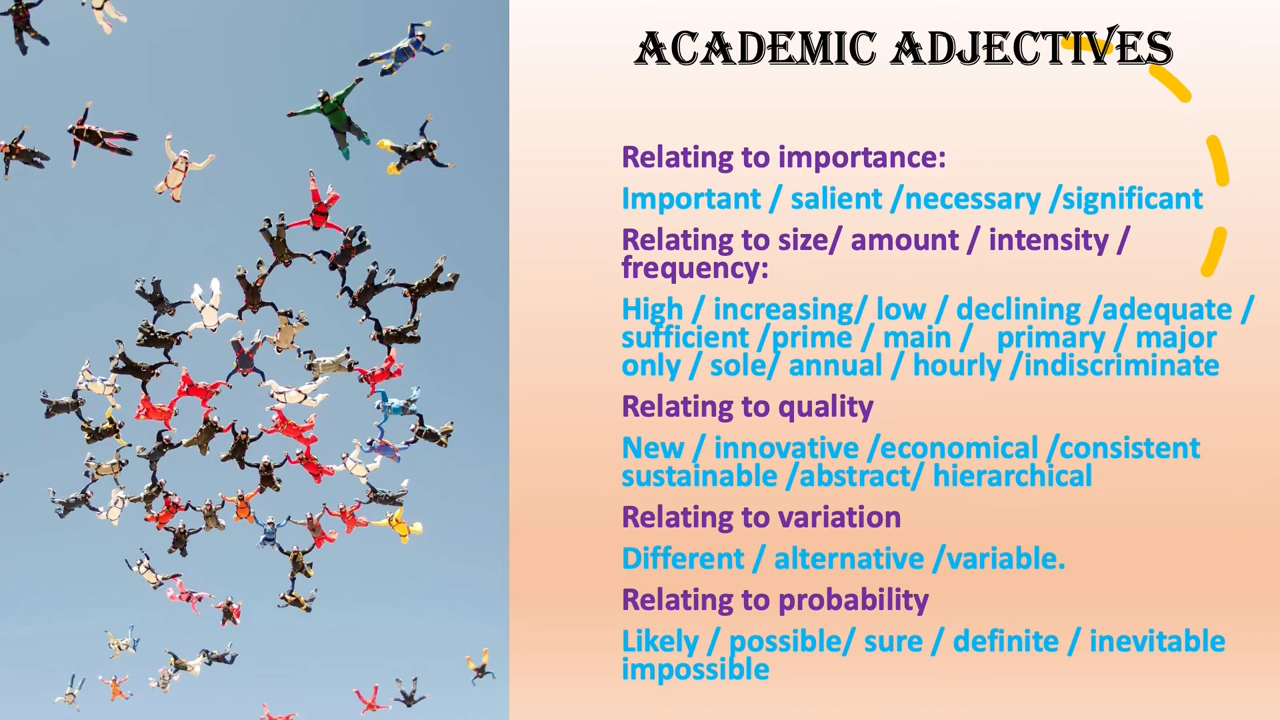 ACADEMIC ADJECTIVES
Relating to importance:
Important / salient /necessary /significant
Relating to size/ amount / intensity /
frequency:
High / increasing/ low / declining /adequate /
sufficient /prime / main /   primary / major
only / sole/ annual / hourly /indiscriminate
Relating to quality
New / innovative /economical /consistent
sustainable /abstract/ hierarchical
Relating to variation
Different / alternative /variable.
Relating to probability
Likely / possible/ sure / definite / inevitable
impossible